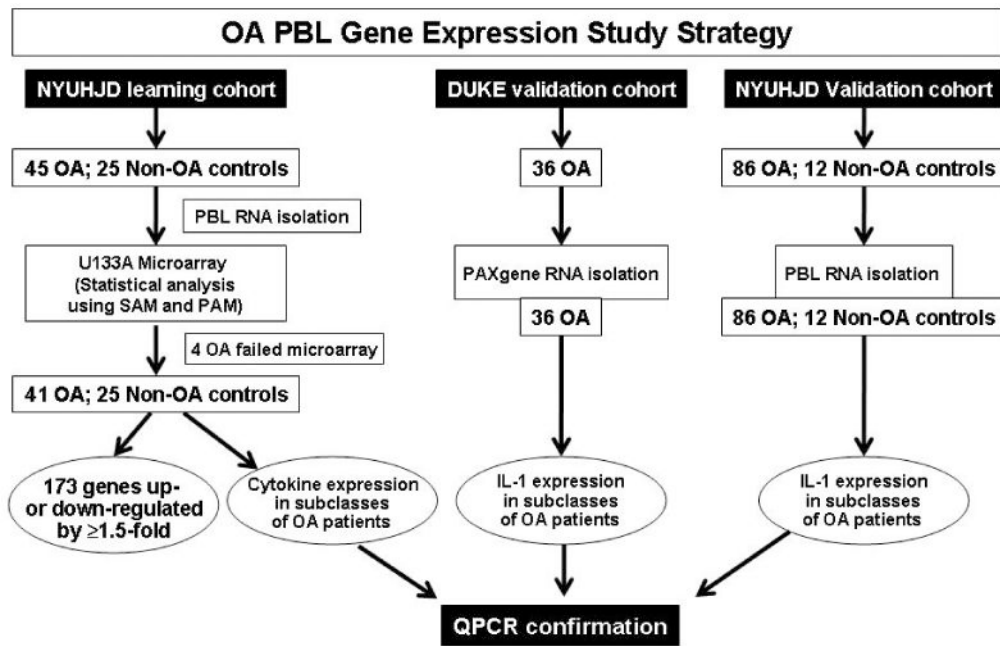 OA PBL Gene Expression Study Strategy
NYUHJD learning cohort
45 OA; 25 Non-OA controls
PBL RNA isolation
U133A Microarray
(Statistical analysis
using SAM and PAM)
4 OA failed microarray
41 OA; 25 Non-OA controls
173 genes up-
or down-regulated
by ≥1.5-fold
Cytokine expression
in subclasses
of OA patients
DUKE validation cohort
36 OA
PAXgene RNA isolation
36 OA
IL-1 expression
in subclasses
of OA patients
NYUHJD Validation cohort
86 OA; 12 Non-OA controls
PBL RNA isolation
86 OA; 12 Non-OA controls
IL-1 expression
in subclasses
of OA patients
QPCR confirmation